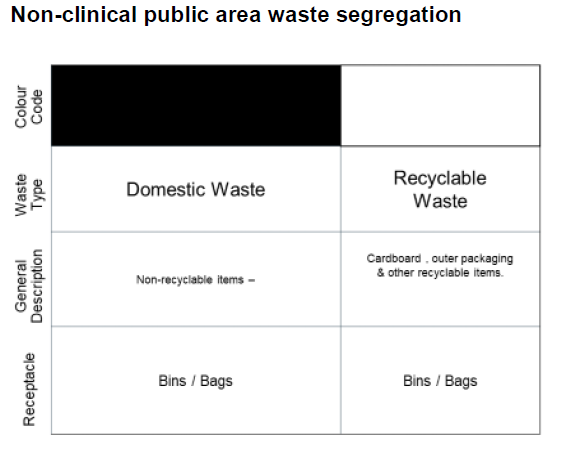 Non-clinical public area waste segregation
Colour
Code
Waste
Type
Domestic Waste
Recyclable
Waste
General
Description
Non-recyclable items –
Cardboard , outer packaging
& other recyclable items.
Receptacle
Bins / Bags
Bins / Bags